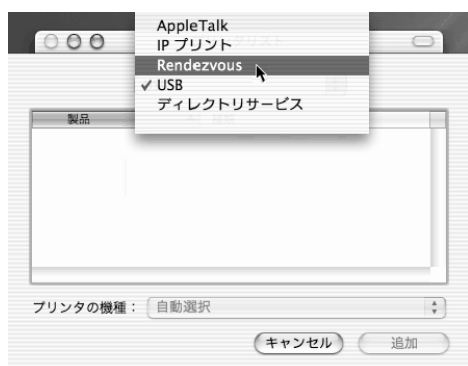 AppleTalk
IP プリント
Rendezvous
✓ USB
ディレクトリサービス
製品
プリンタの機種：
自動選択
キャンセル
追加